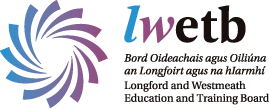 lwetb
Bord Oideachais agus Oiliúna
an Longfoirt agus na hIarmhí
Longford and Westmeath
Education and Training Board